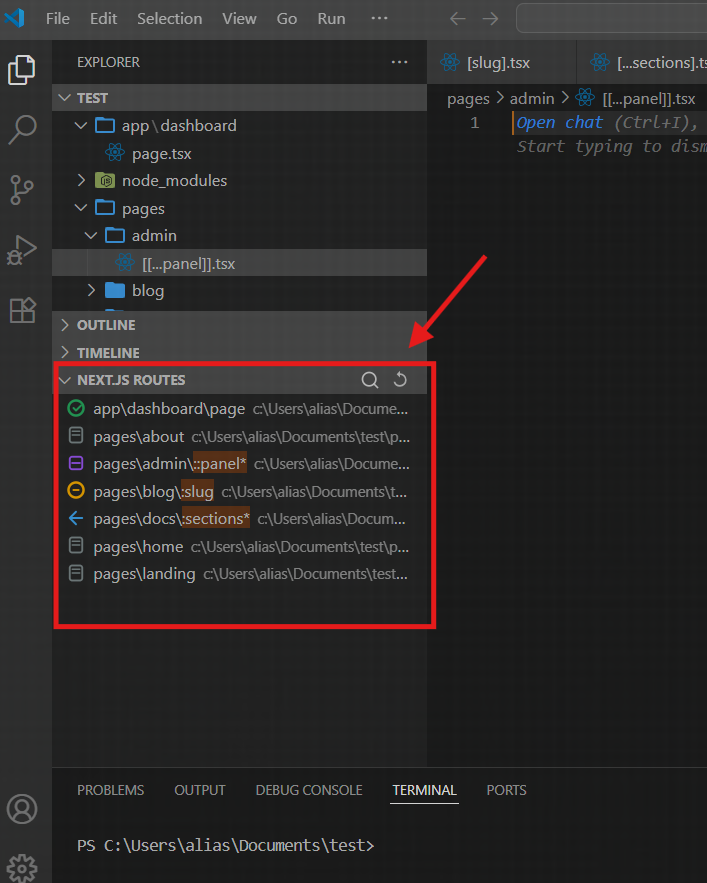 File Edit Selection View Go Run ...
EXPLORER ...
[slug].tsx [...sections].ts
TEST
pages > admin > [[...panel]].tsx
app\dashboard
1 Open chat (Ctrl+I),
page.tsx
Start typing to dism
node_modules
pages
admin
[[...panel]].tsx
blog
OUTLINE
TIMELINE
NEXT.JS ROUTES
app\dashboard\page c:\Users\alias\Docume...
pages\about c:\Users\alias\Documents\test\p...
pages\admin\::panel* c:\Users\alias\Docume...
pages\blog\:slug c:\Users\alias\Documents\t...
pages\docs\:sections* c:\Users\alias\Docum...
pages\home c:\Users\alias\Documents\test\p...
pages\landing c:\Users\alias\Documents\test...
PROBLEMS OUTPUT DEBUG CONSOLE TERMINAL PORTS
PS C:\Users\alias\Documents\test>